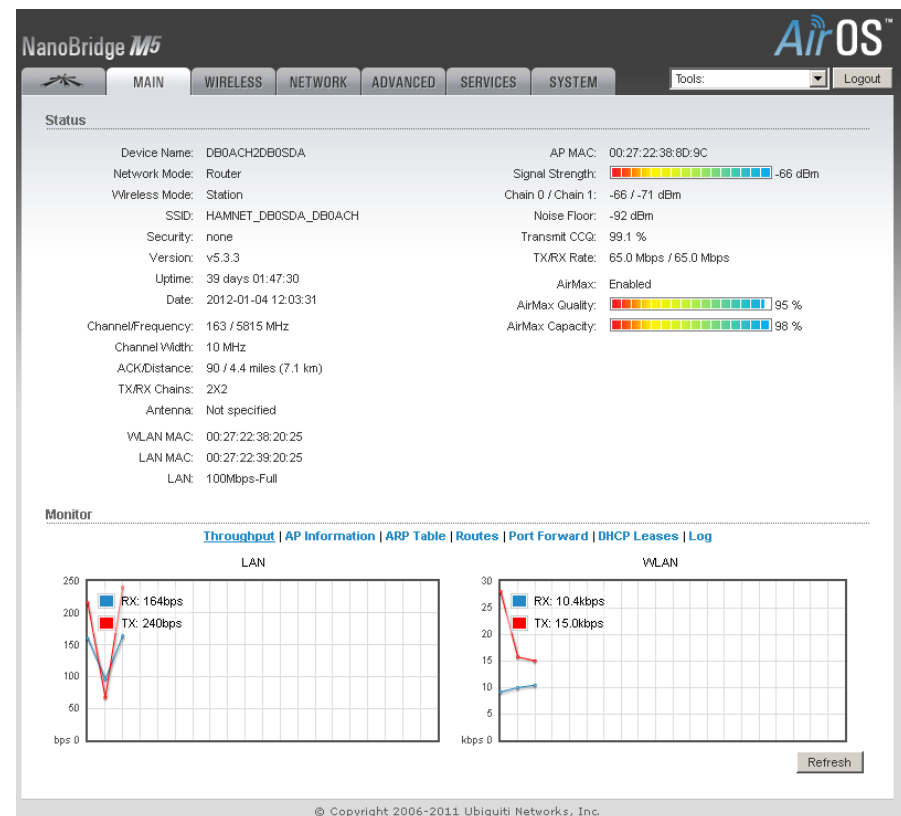 NanoBridge M5
AirOS™
MAIN WIRELESS NETWORK ADVANCED SERVICES SYSTEM Tools: Logout
Status
Device Name: DB0ACH2DB0SDA
Network Mode: Router
Wireless Mode: Station
SSID: HAMNET_DB0SDA_DB0ACH
Security: none
Version: v5.3.3
Uptime: 39 days 01:47:30
Date: 2012-01-04 12:03:31
Channel/Frequency: 163 / 5815 MHz
Channel Width: 10 MHz
ACK/Distance: 90 / 4.4 miles (7.1 km)
TX/RX Chains: 2X2
Antenna: Not specified
WLAN MAC: 00:27:22:38:20:25
LAN MAC: 00:27:22:39:20:25
LAN: 100Mbps-Full
AP MAC: 00:27:22:38:8D:9C
Signal Strength: -66 dBm
Chain 0 / Chain 1: -66 / -71 dBm
Noise Floor: -92 dBm
Transmit CCQ: 99.1 %
TX/RX Rate: 65.0 Mbps / 65.0 Mbps
AirMax: Enabled
AirMax Quality: 95 %
AirMax Capacity: 98 %
Monitor
Throughput | AP Information | ARP Table | Routes | Port Forward | DHCP Leases | Log
LAN
250
200
150
100
50
bps 0
RX: 164bps
TX: 240bps
WLAN
30
25
20
15
10
5
kbps 0
RX: 10.4kbps
TX: 15.0kbps
Refresh
© Copyright 2006-2011 Ubiquiti Networks, Inc.